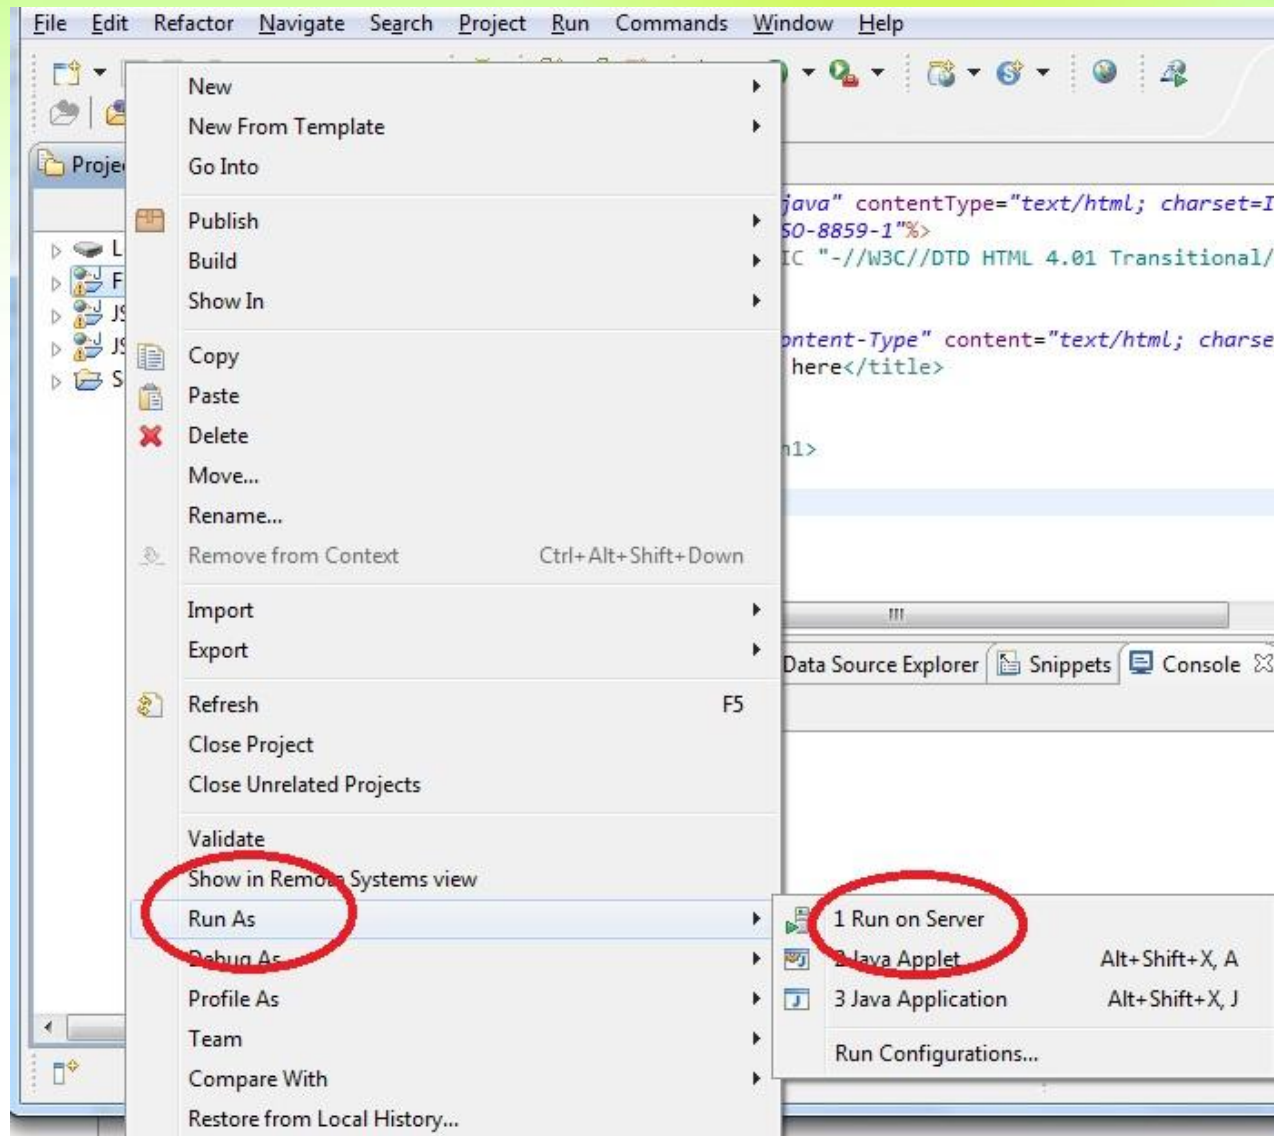 File Edit Refactor Navigate Search Project Run Commands Window Help
New
New From Template
Go Into
Publish
Build
Show In
Copy
Paste
Delete
Move...
Rename...
Remove from Context Ctrl+Alt+Shift+Down
Import
Export
Refresh F5
Close Project
Close Unrelated Projects
Validate
Show in Remote Systems view
Run As
Debug As
Profile As
Team
Compare With
Restore from Local History...
java" contentType="text/html; charset=I
SO-8859-1"%>
IC "-//W3C//DTD HTML 4.01 Transitional/
ontent-Type" content="text/html; charse
here</title>
h1>
Data Source Explorer Snippets Console
1 Run on Server
2 Java Applet Alt+Shift+X, A
3 Java Application Alt+Shift+X, J
Run Configurations...